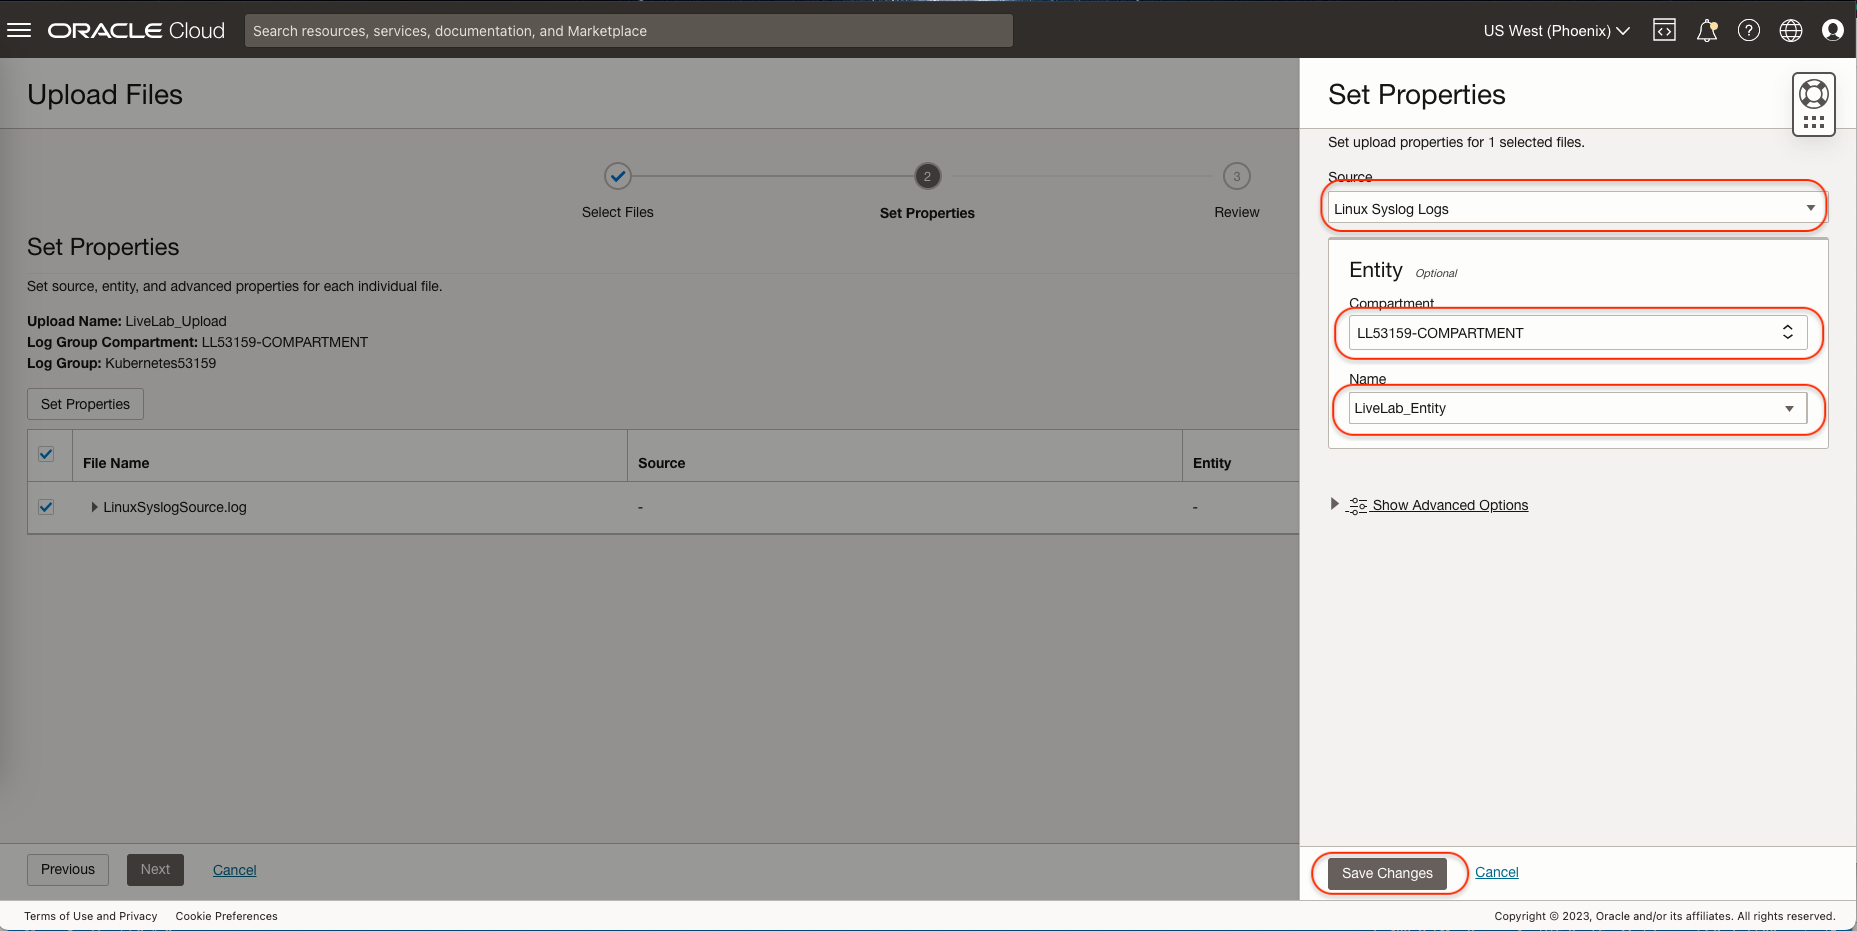 ORACLE Cloud
Search resources, services, documentation, and Marketplace
US West (Phoenix)
Upload Files
2
3
Select Files
Set Properties
Review
Set Properties
Set source, entity, and advanced properties for each individual file.
Upload Name: LiveLab_Upload
Log Group Compartment: LL53159-COMPARTMENT
Log Group: Kubernetes53159
Set Properties
File Name
Source
Entity
LinuxSyslogSource.log
-
-
Previous
Next
Cancel
Set Properties
Set upload properties for 1 selected files.
Source
Linux Syslog Logs
Entity Optional
Compartment
LL53159-COMPARTMENT
Name
LiveLab_Entity
Show Advanced Options
Save Changes
Cancel
Terms of Use and Privacy
Cookie Preferences
Copyright © 2023, Oracle and/or its affiliates. All rights reserved.